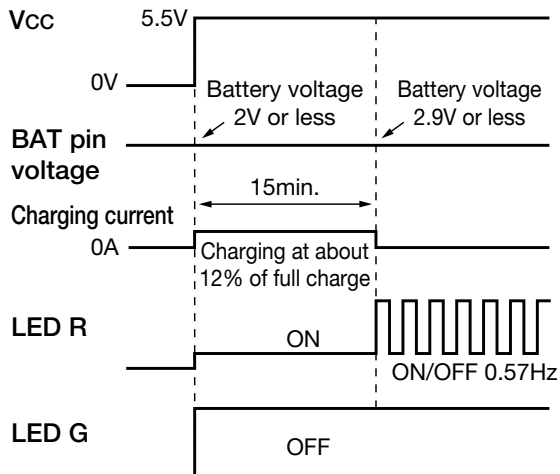 Vcc 5.5V
0V
Battery voltage
2V or less
Battery voltage
2.9V or less
BAT pin
voltage
15min.
Charging current
0A
Charging at about
12% of full charge
LED R
ON
ON/OFF 0.57Hz
LED G
OFF